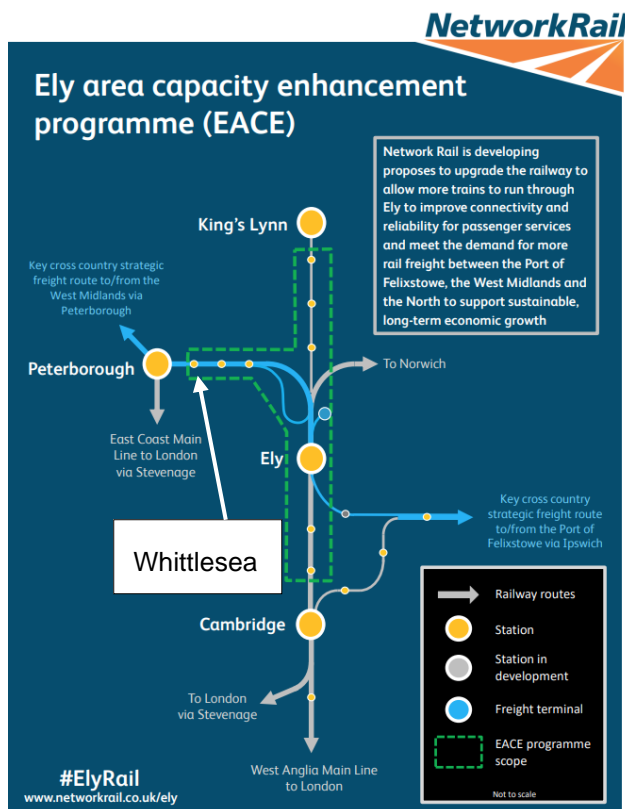 NetworkRail
Ely area capacity enhancement
programme (EACE)
Network Rail is developing
proposes to upgrade the railway to
allow more trains to run through
Ely to improve connectivity and
reliability for passenger services
and meet the demand for more
rail freight between the Port of
Felixstowe, the West Midlands and
the North to support sustainable,
long-term economic growth
King's Lynn
Key cross country strategic
freight route to/from the
West Midlands via
Peterborough
Peterborough
To Norwich
East Coast Main
Line to London
via Stevenage
Ely
Key cross country
strategic freight route
to/from the Port of
Felixstowe via Ipswich
Whittlesea
Cambridge
To London
via Stevenage
West Anglia Main Line
to London
Railway routes
Station
Station in
development
Freight terminal
EACE programme
scope
Not to scale
#ElyRail
www.networkrail.co.uk/ely